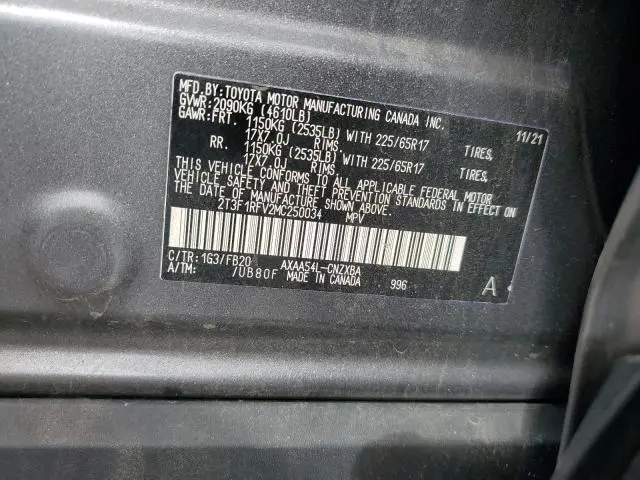 MFD.BY:TOYOTA MOTOR MANUFACTURING CANADA INC.
GVWR:2090KG (4610LB) 11/21
GAWR:FRT. 1150KG (2535LB) WITH 225/65R17 TIRES,
17X7.0J RIMS.
RR. 1150KG (2535LB) WITH 225/65R17 TIRES,
17X7.0J RIMS. TIRES,
THIS VEHICLE CONFORMS TO ALL APPLICABLE FEDERAL MOTOR
VEHICLE SAFETY AND THEFT PREVENTION STANDARDS IN EFFECT ON
THE DATE OF MANUFACTURE SHOWN ABOVE.
2T3F1RFV2MC250034 MPV
C/TR:1G3/FB20 AXAA54L-CNZXBA
A/TM: /UB80F MADE IN CANADA 996 A